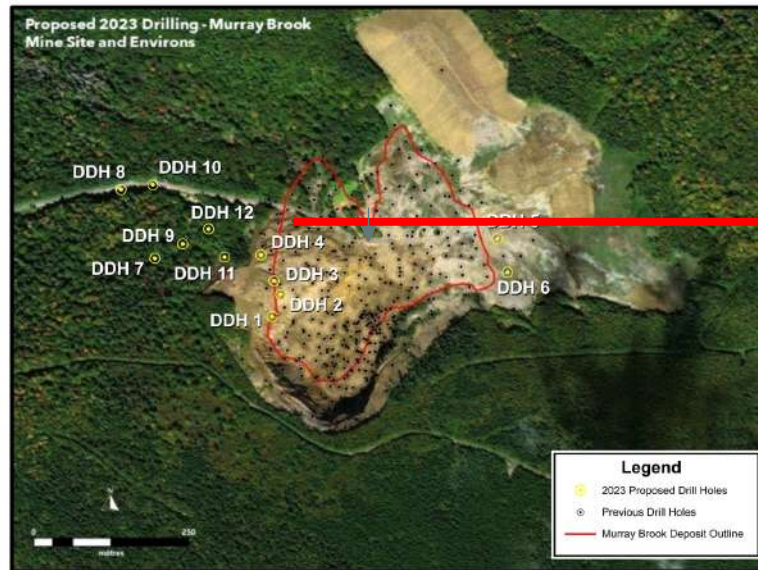 Proposed 2023 Drilling - Murray Brook
Mine Site and Environs
DDH 8
DDH 10
DDH 12
DDH 9
DDH 4
DDH 5
DDH 7
DDH 11
DDH 3
DDH 6
DDH 2
DDH 1
N
0
250
metres
Legend
2023 Proposed Drill Holes
Previous Drill Holes
Murray Brook Deposit Outline